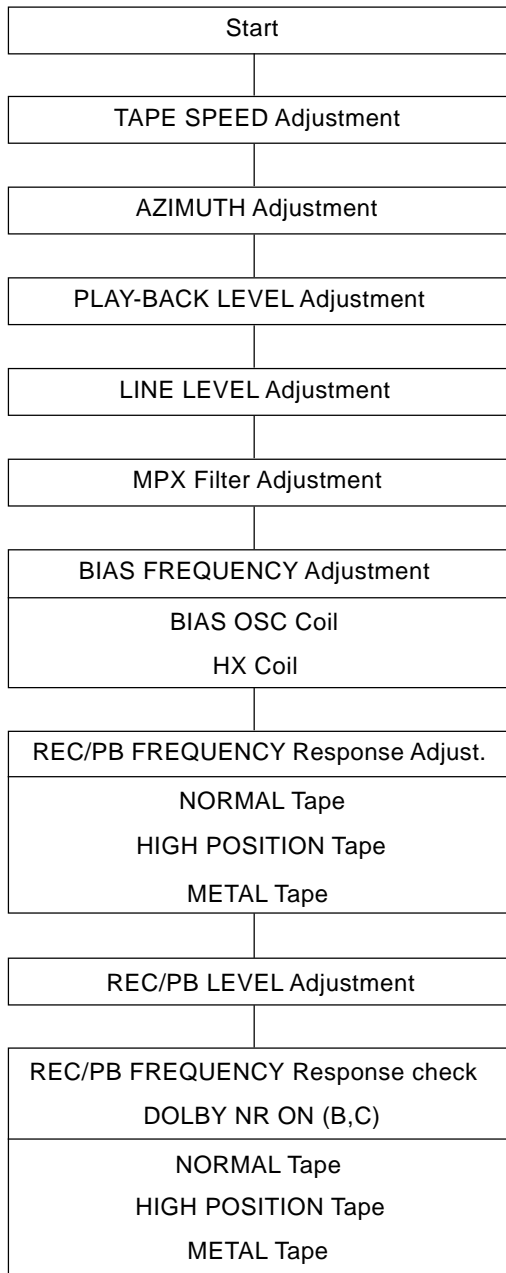 Start
TAPE SPEED Adjustment
AZIMUTH Adjustment
PLAY-BACK LEVEL Adjustment
LINE LEVEL Adjustment
MPX Filter Adjustment
BIAS FREQUENCY Adjustment
BIAS OSC Coil
HX Coil
REC/PB FREQUENCY Response Adjust.
NORMAL Tape
HIGH POSITION Tape
METAL Tape
REC/PB LEVEL Adjustment
REC/PB FREQUENCY Response check
DOLBY NR ON (B,C)
NORMAL Tape
HIGH POSITION Tape
METAL Tape